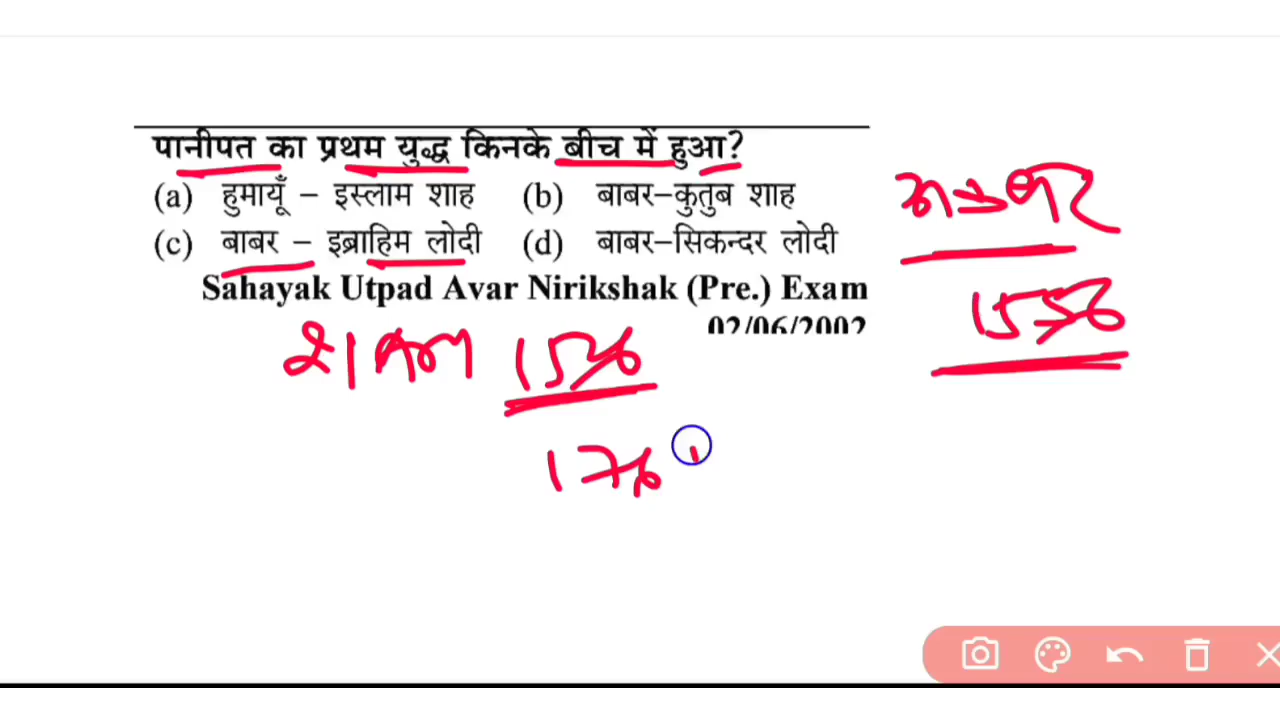 पानीपत का प्रथम युद्ध किनके बीच में हुआ?
(a) हुमायूँ – इस्लाम शाह (b) बाबर–कुतुब शाह
(c) बाबर – इब्राहिम लोदी (d) बाबर–सिकन्दर लोदी
Sahayak Utpad Avar Nirikshak (Pre.) Exam
02/06/2002
अकबर
1556
1526
176